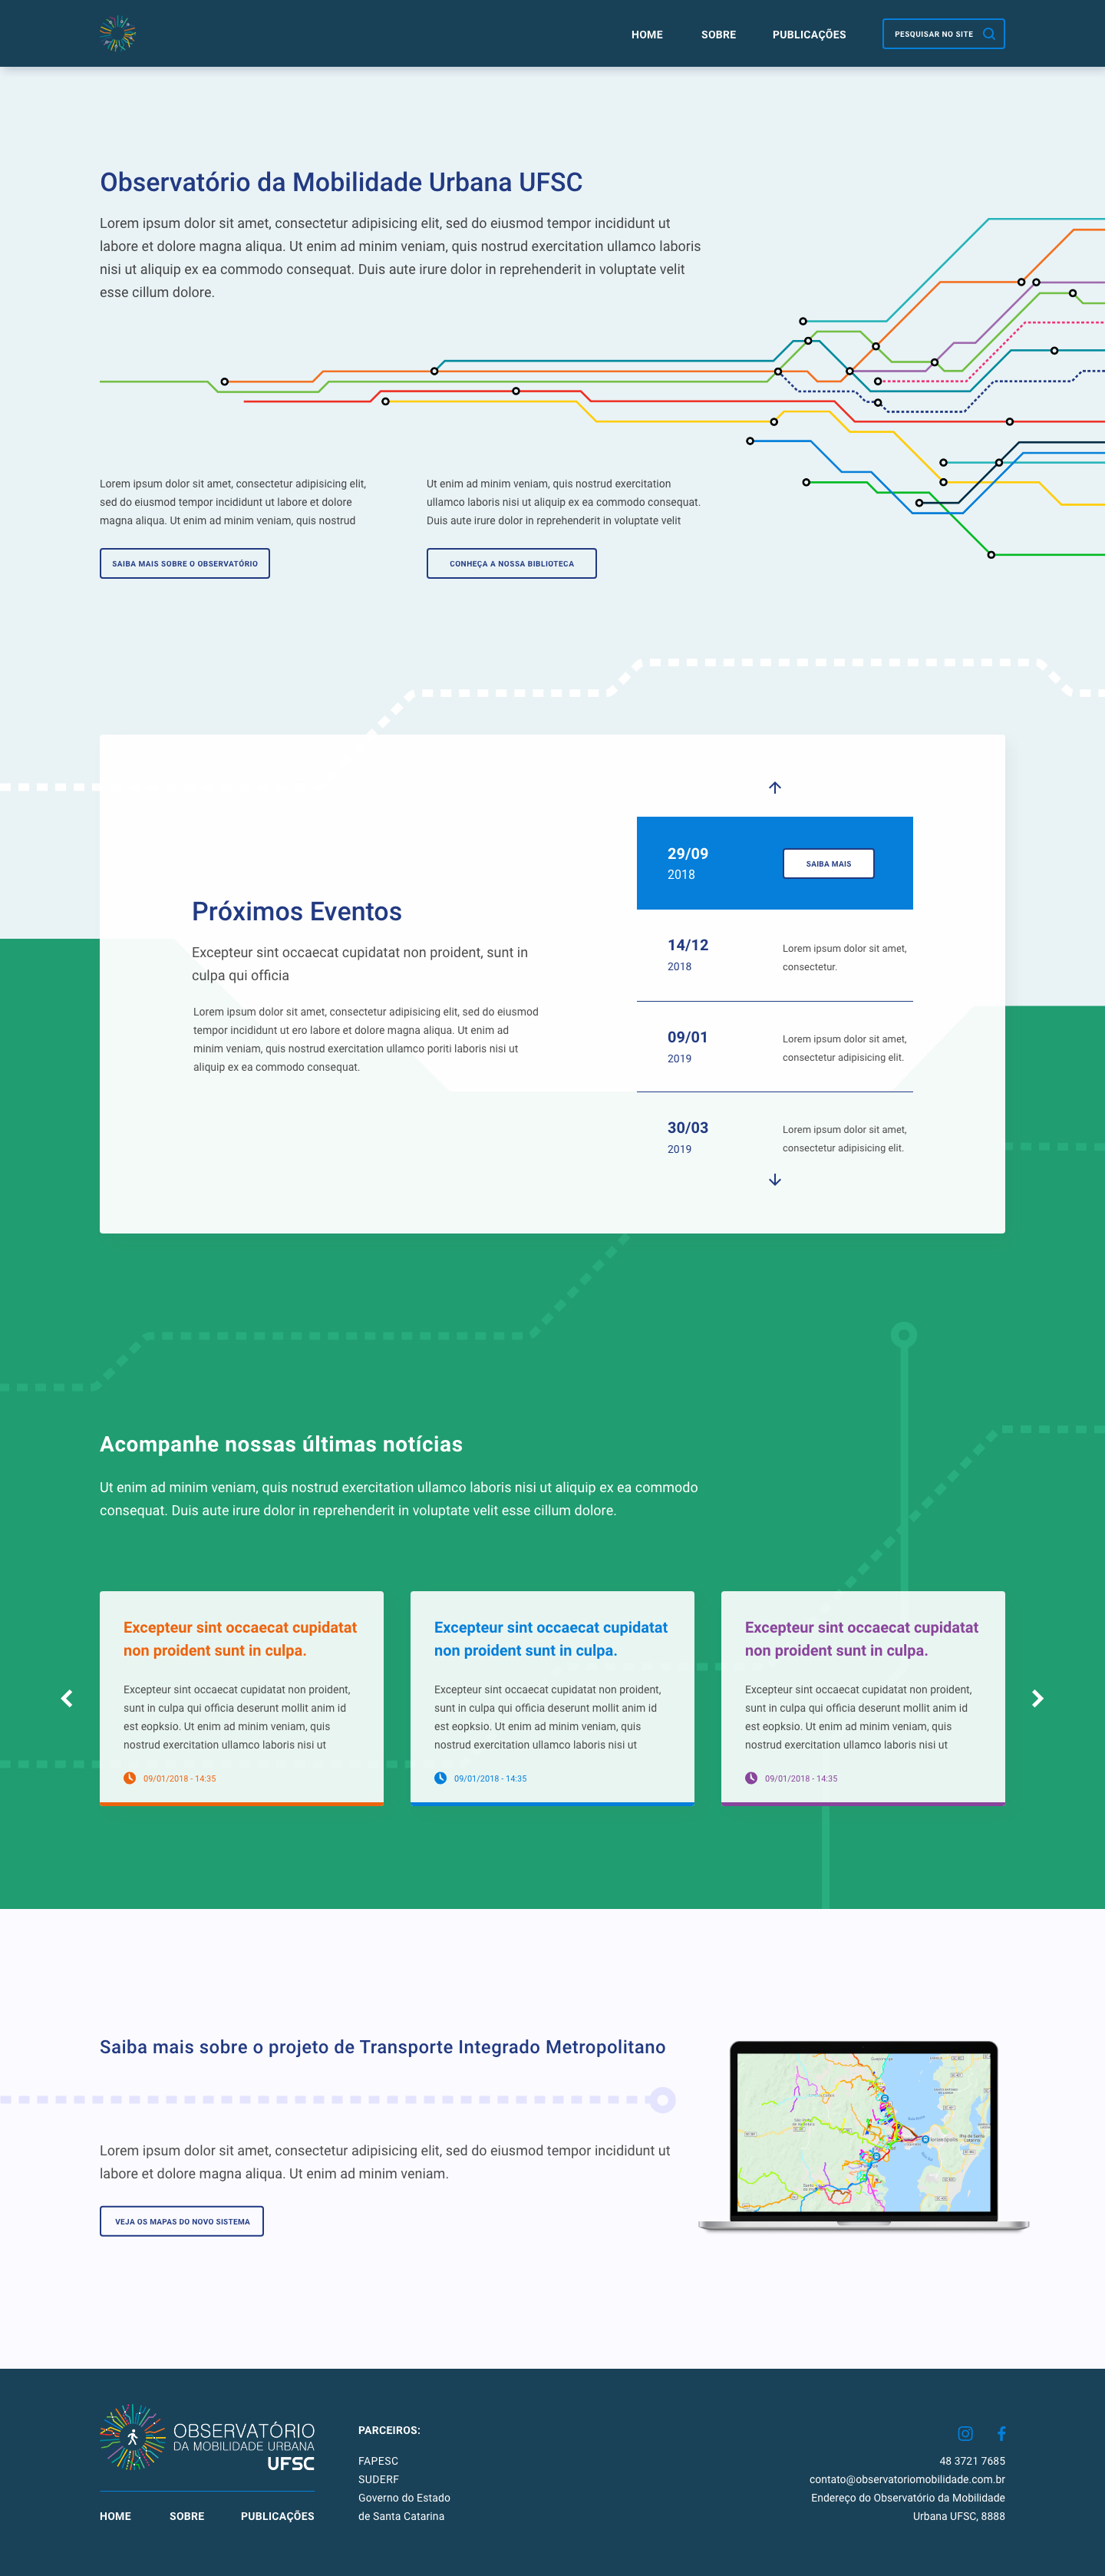 HOME
SOBRE
PUBLICAÇÕES
PESQUISAR NO SITE
Observatório da Mobilidade Urbana UFSC
Lorem ipsum dolor sit amet, consectetur adipisicing elit, sed do eiusmod tempor incididunt ut
labore et dolore magna aliqua. Ut enim ad minim veniam, quis nostrud exercitation ullamco laboris
nisi ut aliquip ex ea commodo consequat. Duis aute irure dolor in reprehenderit in voluptate velit
esse cillum dolore.
Lorem ipsum dolor sit amet, consectetur adipisicing elit,
sed do eiusmod tempor incididunt ut labore et dolore
magna aliqua. Ut enim ad minim veniam, quis nostrud
SAIBA MAIS SOBRE O OBSERVATÓRIO
Ut enim ad minim veniam, quis nostrud exercitation
ullamco laboris nisi ut aliquip ex ea commodo consequat.
Duis aute irure dolor in reprehenderit in voluptate velit
CONHEÇA A NOSSA BIBLIOTECA
Próximos Eventos
Excepteur sint occaecat cupidatat non proident, sunt in
culpa qui officia
Lorem ipsum dolor sit amet, consectetur adipisicing elit, sed do eiusmod
tempor incididunt ut ero labore et dolore magna aliqua. Ut enim ad
minim veniam, quis nostrud exercitation ullamco poriti laboris nisi ut
aliquip ex ea commodo consequat.
29/09
2018
SAIBA MAIS
14/12
2018
Lorem ipsum dolor sit amet,
consectetur.
09/01
2019
Lorem ipsum dolor sit amet,
consectetur adipisicing elit.
30/03
2019
Lorem ipsum dolor sit amet,
consectetur adipisicing elit.
Acompanhe nossas últimas notícias
Ut enim ad minim veniam, quis nostrud exercitation ullamco laboris nisi ut aliquip ex ea commodo
consequat. Duis aute irure dolor in reprehenderit in voluptate velit esse cillum dolore.
Excepteur sint occaecat cupidatat
non proident sunt in culpa.
Excepteur sint occaecat cupidatat non proident,
sunt in culpa qui officia deserunt mollit anim id
est eopksio. Ut enim ad minim veniam, quis
nostrud exercitation ullamco laboris nisi ut
09/01/2018 - 14:35
Excepteur sint occaecat cupidatat
non proident sunt in culpa.
Excepteur sint occaecat cupidatat non proident,
sunt in culpa qui officia deserunt mollit anim id
est eopksio. Ut enim ad minim veniam, quis
nostrud exercitation ullamco laboris nisi ut
09/01/2018 - 14:35
Excepteur sint occaecat cupidatat
non proident sunt in culpa.
Excepteur sint occaecat cupidatat non proident,
sunt in culpa qui officia deserunt mollit anim id
est eopksio. Ut enim ad minim veniam, quis
nostrud exercitation ullamco laboris nisi ut
09/01/2018 - 14:35
Saiba mais sobre o projeto de Transporte Integrado Metropolitano
Lorem ipsum dolor sit amet, consectetur adipisicing elit, sed do eiusmod tempor incididunt ut
labore et dolore magna aliqua. Ut enim ad minim veniam.
VEJA OS MAPAS DO NOVO SISTEMA
OBSERVATÓRIO
DA MOBILIDADE URBANA
UFSC
HOME
SOBRE
PUBLICAÇÕES
PARCEIROS:
FAPESC
SUDERF
Governo do Estado
de Santa Catarina
48 3721 7685
contato@observatoriomobilidade.com.br
Endereço do Observatório da Mobilidade
Urbana UFSC, 8888